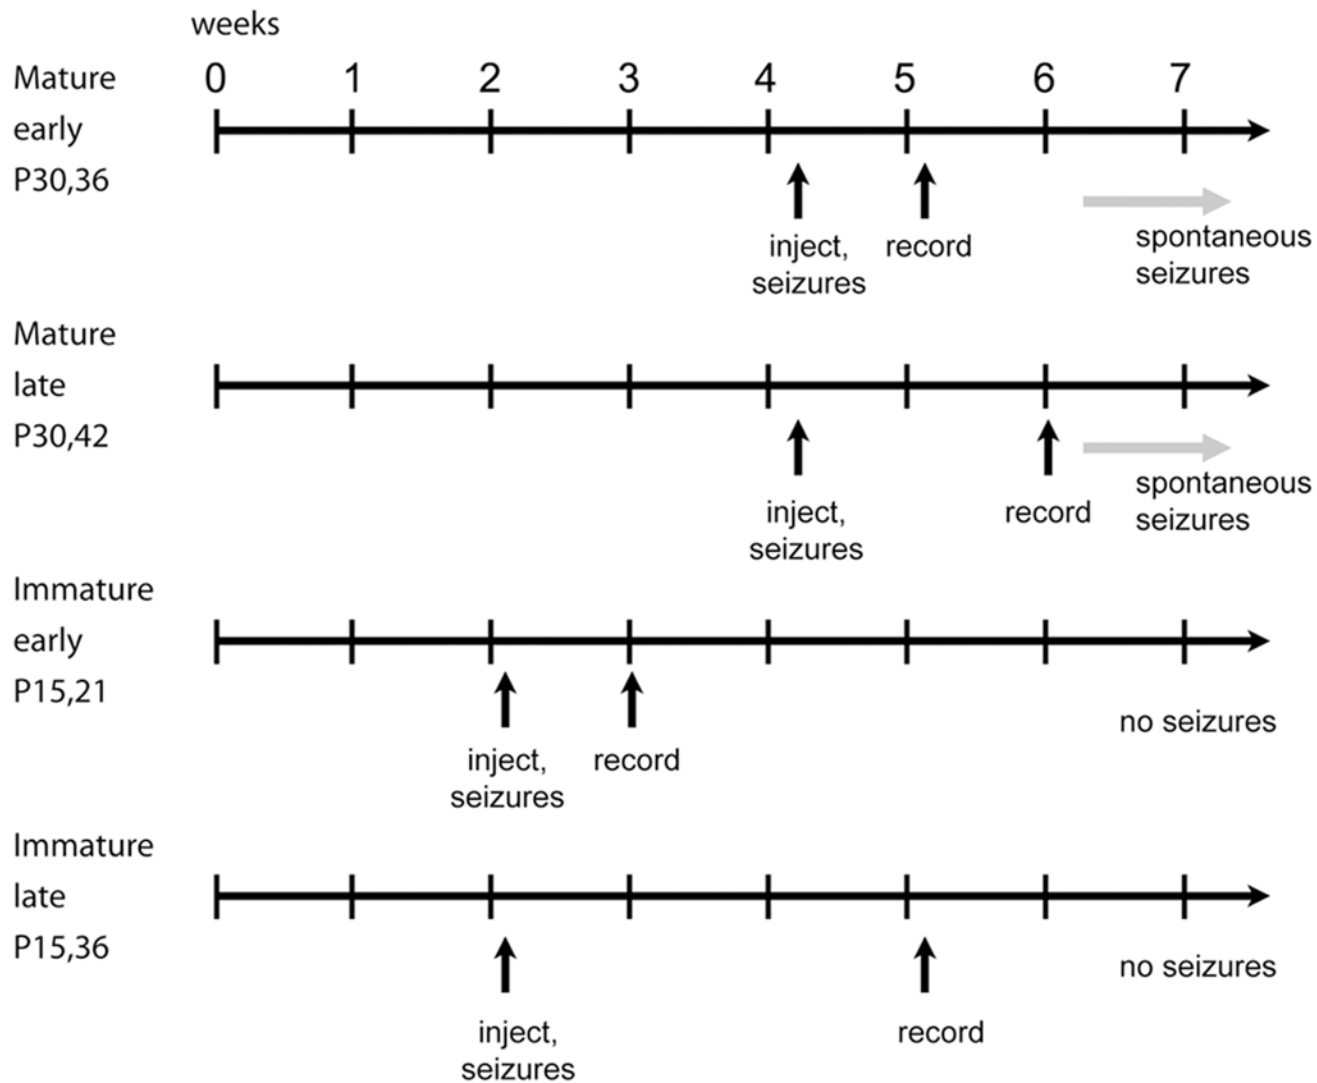 weeks
Mature
0 1 2 3 4 5 6 7
early
P30,36
inject,
seizures
record
spontaneous
seizures
Mature
late
P30,42
inject,
seizures
record
spontaneous
seizures
Immature
early
P15,21
inject,
seizures
record
no seizures
Immature
late
P15,36
inject,
seizures
record
no seizures